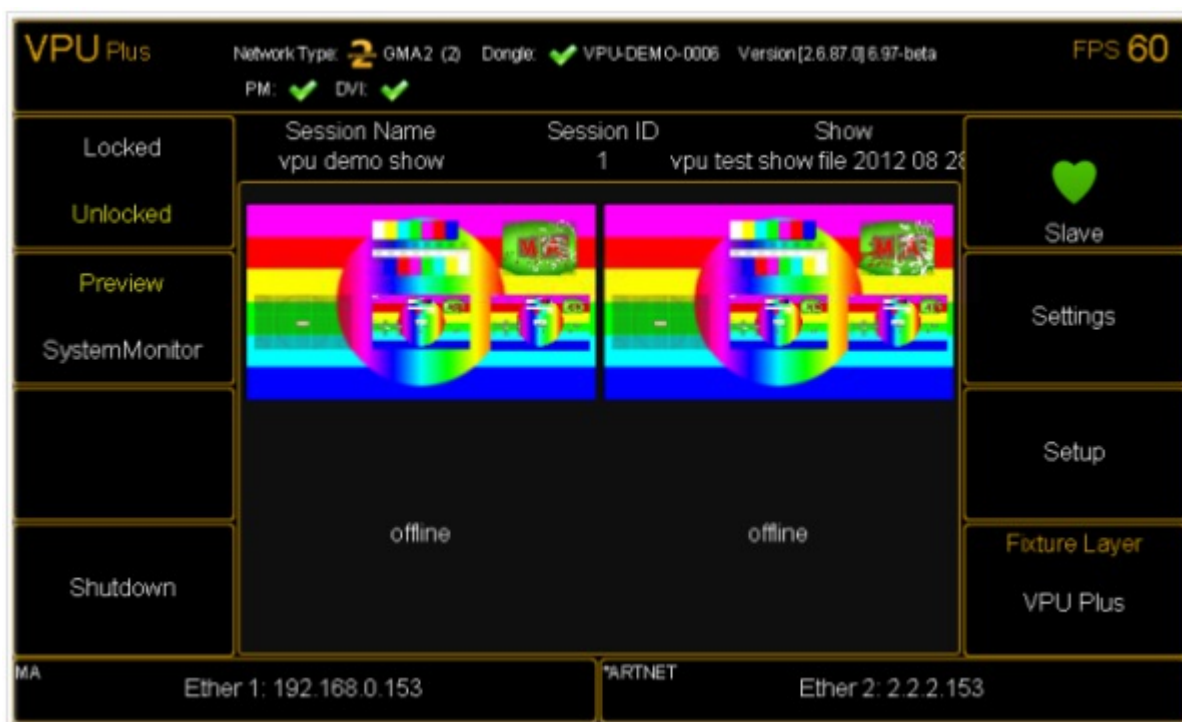 VPU Plus
Network Type: 2 GMA2 (2) Dongle: VPU-DEMO-0006 Version [2.6.87.0] 6.97-beta
FPS 60
PM: DVI:
Locked
Unlocked
Session Name Session ID Show
vpu demo show 1 vpu test show file 2012 08 28
Slave
Preview
SystemMonitor
Settings
Setup
offline offline
Shutdown
Fixture Layer
VPU Plus
MA
Ether 1: 192.168.0.153
*ARTNET
Ether 2: 2.2.2.153